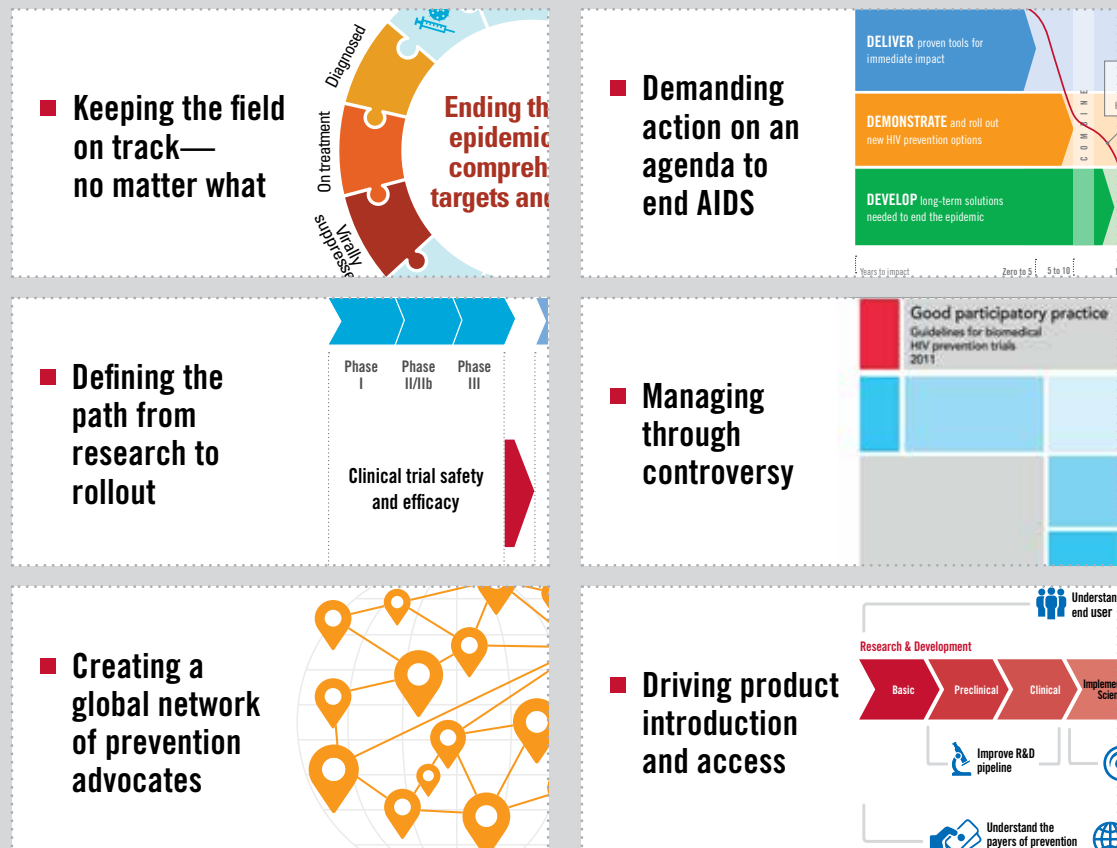 Keeping the field
on track—
no matter what
Diagnosed
On treatment
Virally
Ending
targets
Demanding
action on an
agenda to
end AIDS
DELIVER proven tools for
immediate impact
DEMONSTRATE and roll out
new HIV prevention options
DEVELOP long-term solutions
needed to end the epidemic
COMBINE
Years to impact
Zero to 5
5 to 10
Defining the
path from
research to
rollout
Phase
I
Phase
II/IIb
Phase
III
Clinical trial safety
and efficacy
Managing
through
controversy
Good participatory practice
Guidelines for biomedical
HIV prevention trials
2011
Creating a
global network
of prevention
advocates
Driving product
introduction
and access
end user
Research & Development
Basic
Preclinical
Clinical
Improve R&D
pipeline
Understand the
payers of prevention